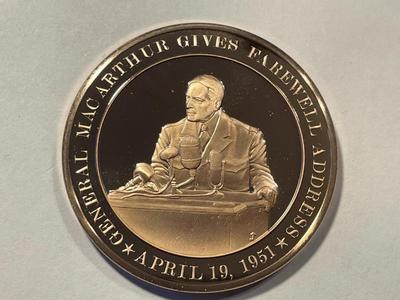 GENERAL MACARTHUR GIVES FAREWELL ADDRESS
★ APRIL 19, 1951 ★